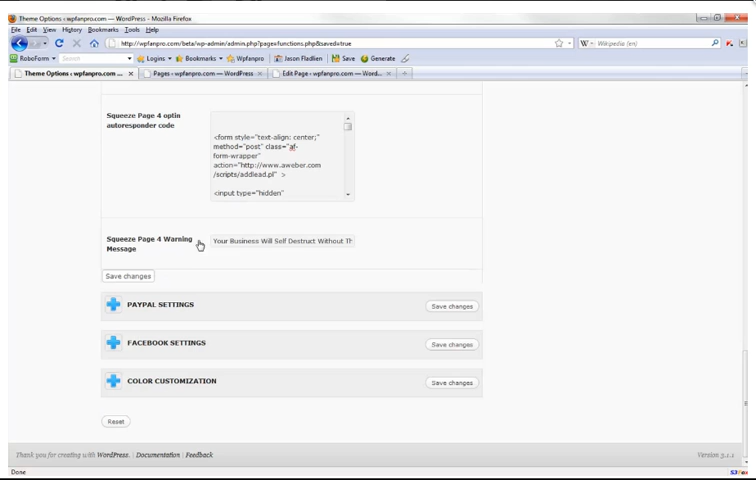 Theme Options ‹ wpfanpro.com — WordPress - Mozilla Firefox
File Edit View History Bookmarks Tools Help
http://wpfanpro.com/beta/wp-admin/admin.php?page=functions.php&saved=true
Wikipedia (en)
RoboForm Search Logins Bookmarks Wpfanpro Jason Fladlien Save Generate
Theme Options ‹ wpfanpro.com ... Pages ‹ wpfanpro.com — WordPress Edit Page ‹ wpfanpro.com — Word...
Squeeze Page 4 optin
autoresponder code
<form style="text-align: center;"
method="post" class="af-
form-wrapper"
action="http://www.aweber.com
/scripts/addlead.pl" >
<input type="hidden"
Squeeze Page 4 Warning
Message
Your Business Will Self Destruct Without Th
Save changes
PAYPAL SETTINGS Save changes
FACEBOOK SETTINGS Save changes
COLOR CUSTOMIZATION Save changes
Reset
Thank you for creating with WordPress. | Documentation | Feedback Version 3.1.1
Done